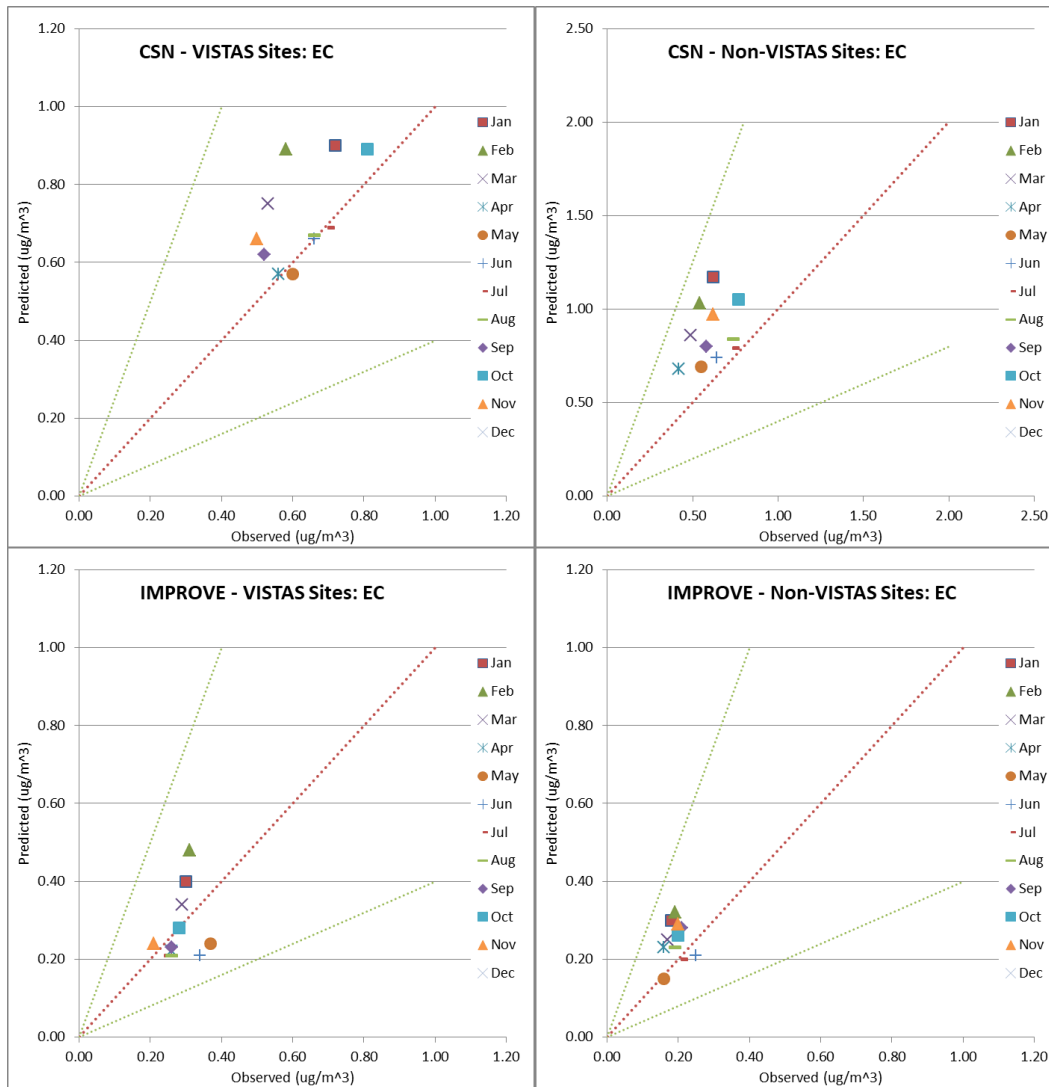 CSN - VISTAS Sites: EC
Predicted (ug/m^3)
1.20
1.00
0.80
0.60
0.40
0.20
0.00
0.00 0.20 0.40 0.60 0.80 1.00 1.20
Observed (ug/m^3)
Jan
Feb
Mar
Apr
May
Jun
Jul
Aug
Sep
Oct
Nov
Dec
CSN - Non-VISTAS Sites: EC
Predicted (ug/m^3)
2.50
2.00
1.50
1.00
0.50
0.00
0.00 0.50 1.00 1.50 2.00 2.50
Observed (ug/m^3)
Jan
Feb
Mar
Apr
May
Jun
Jul
Aug
Sep
Oct
Nov
Dec
IMPROVE - VISTAS Sites: EC
Predicted (ug/m^3)
1.20
1.00
0.80
0.60
0.40
0.20
0.00
0.00 0.20 0.40 0.60 0.80 1.00 1.20
Observed (ug/m^3)
Jan
Feb
Mar
Apr
May
Jun
Jul
Aug
Sep
Oct
Nov
Dec
IMPROVE - Non-VISTAS Sites: EC
Predicted (ug/m^3)
1.20
1.00
0.80
0.60
0.40
0.20
0.00
0.00 0.20 0.40 0.60 0.80 1.00 1.20
Observed (ug/m^3)
Jan
Feb
Mar
Apr
May
Jun
Jul
Aug
Sep
Oct
Nov
Dec